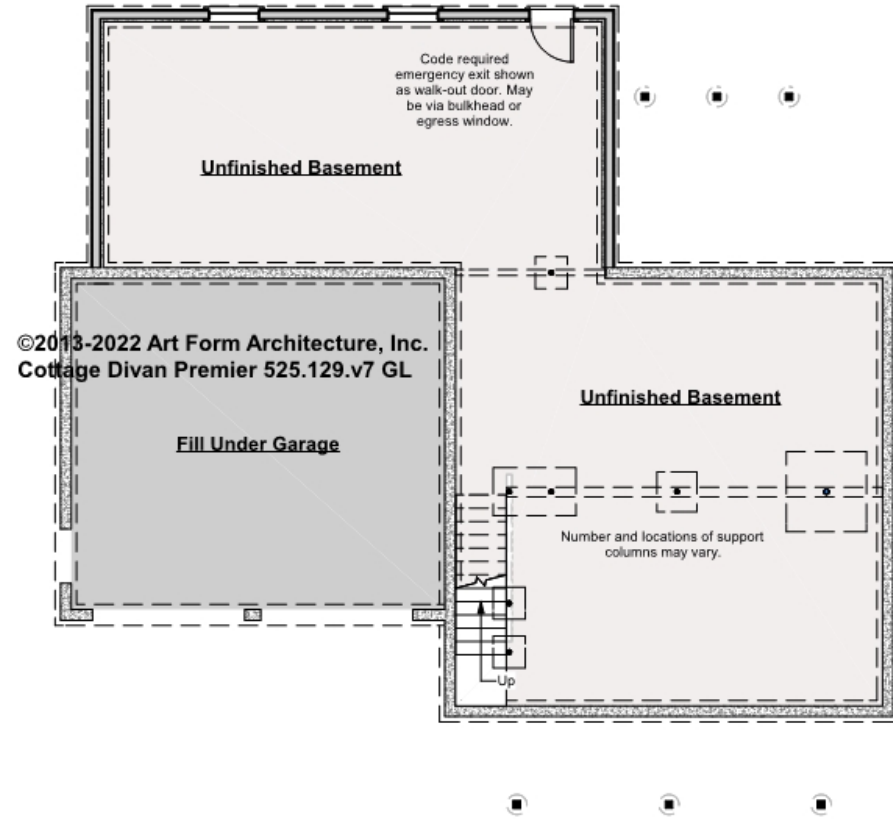 Code required
emergency exit shown
as walk-out door. May
be via bulkhead or
egress window.
Unfinished Basement
©2013-2022 Art Form Architecture, Inc.
Cottage Divan Premier 525.129.v7 GL
Unfinished Basement
Fill Under Garage
Number and locations of support
columns may vary.
Up